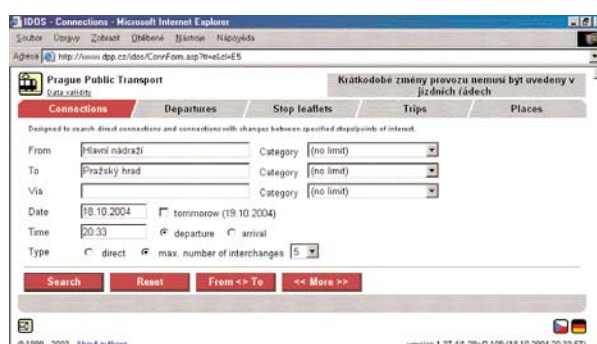 IDOS - Connections - Microsoft Internet Explorer
Soubor Úpravy Zobrazit Oblíbené Nástroje Nápověda
Adresa http://www.dpp.cz/idos/ConnForm.asp?tt=e&cl=E5
Prague Public Transport
Data validity
Krátkodobé změny provozu nemusí být uvedeny v
jízdních řádech
Connections Departures Stop leaflets Trips Places
Designed to search direct connections and connections with changes between specified stops/points of interest.
From Hlavní nádraží Category (no limit)
To Pražský hrad Category (no limit)
Via Category (no limit)
Date 18.10.2004 tommorow (19.10.2004)
Time 20:33 departure arrival
Type direct max. number of interchanges 5
Search Reset From <> To << More >>
© 1999 - 2003 About authors